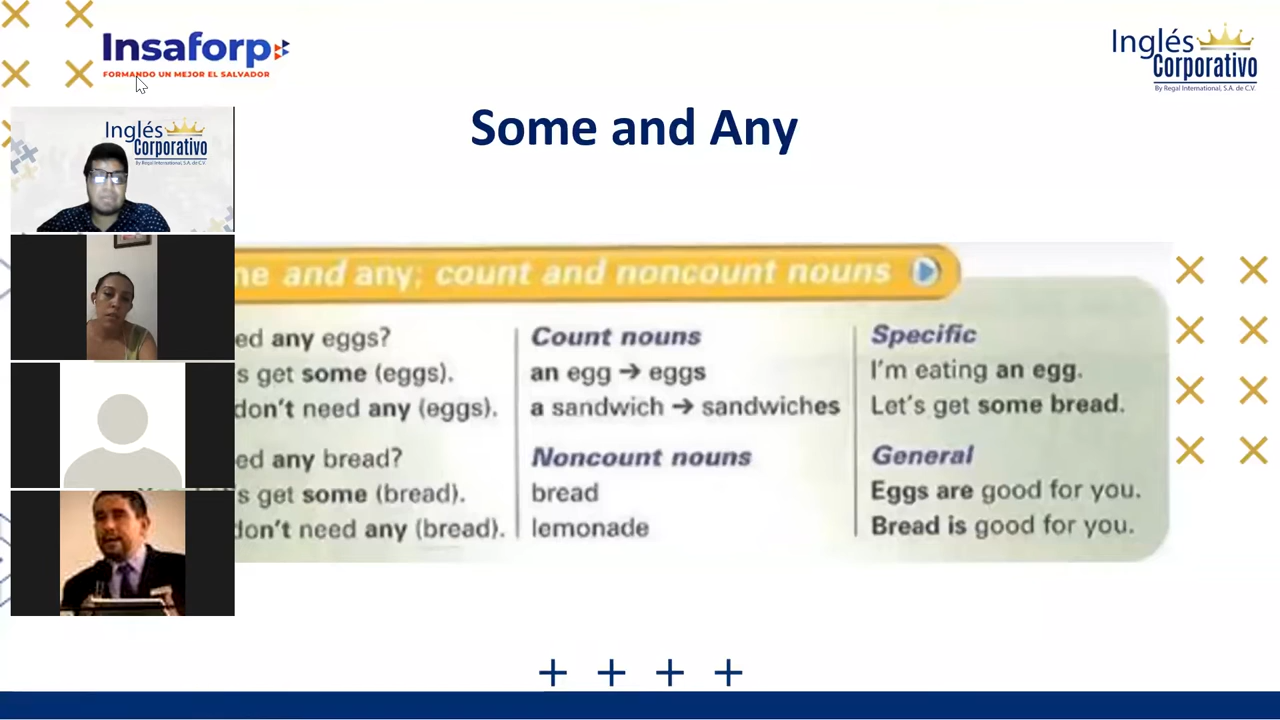 Insaforp
FORMANDO UN MEJOR EL SALVADOR
Inglés
Corporativo
By Regal International, S.A. de C.V.
Inglés
Corporativo
By Regal International, S.A. de C.V.
Some and Any
and any; count and noncount nouns
any eggs?
get some (eggs).
don't need any (eggs).
any bread?
get some (bread).
don't need any (bread).
Count nouns
an egg → eggs
a sandwich → sandwiches
Noncount nouns
bread
lemonade
Specific
I'm eating an egg.
Let's get some bread.
General
Eggs are good for you.
Bread is good for you.